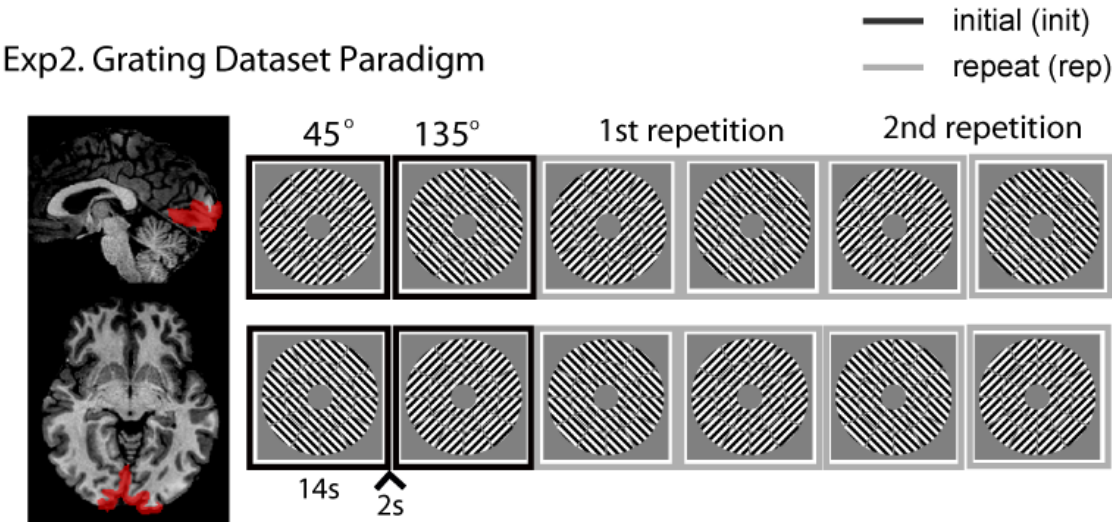 initial (init)
Exp2. Grating Dataset Paradigm
repeat (rep)
45° 135° 1st repetition 2nd repetition
14s
2s